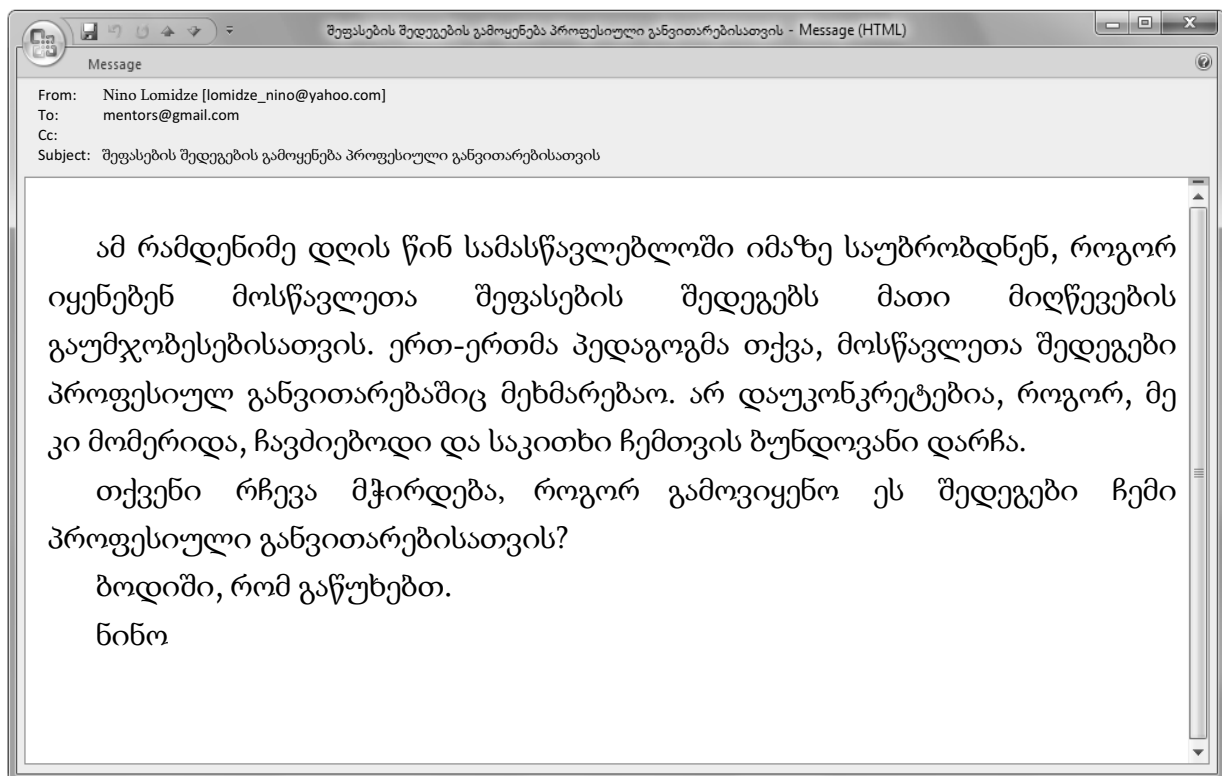 შეფასების შედეგების გამოყენება პროფესიული განვითარებისათვის - Message (HTML)
Message
From: Nino Lomidze [lomidze_nino@yahoo.com]
To: mentors@gmail.com
Cc:
Subject: შეფასების შედეგების გამოყენება პროფესიული განვითარებისათვის
ამ რამდენიმე დღის წინ სამასწავლებლოში იმაზე საუბრობდნენ, როგორ
იყენებენ მოსწავლეთა შეფასების შედეგებს მათი მიღწევების
გაუმჯობესებისათვის. ერთ-ერთმა პედაგოგმა თქვა, მოსწავლეთა შედეგები
პროფესიულ განვითარებაშიც მეხმარებაო. არ დაუკონკრეტებია, როგორ, მე
კი მომერიდა, ჩავძიებოდი და საკითხი ჩემთვის ბუნდოვანი დარჩა.
თქვენი რჩევა მჭირდება, როგორ გამოვიყენო ეს შედეგები ჩემი
პროფესიული განვითარებისათვის?
ბოდიში, რომ გაწუხებთ.
ნინო